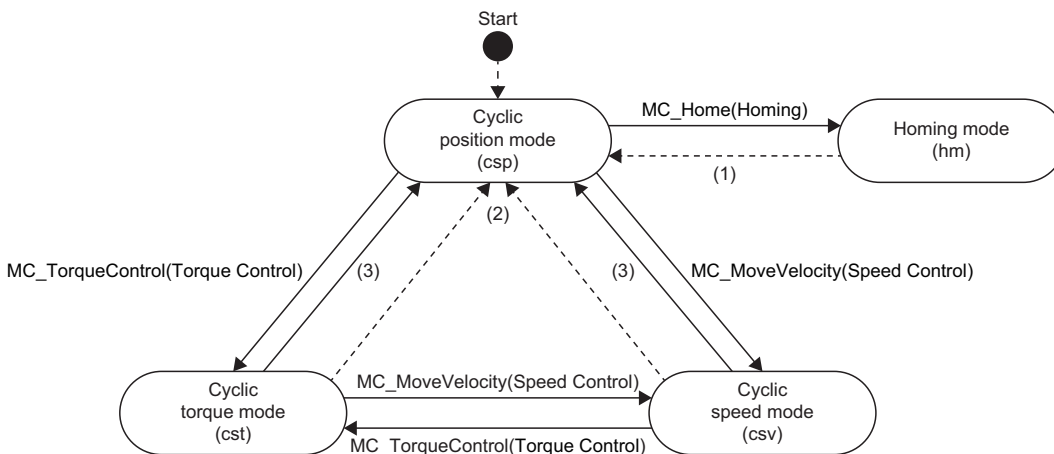 Start
Cyclic
position mode
(csp)
MC_Home(Homing)
Homing mode
(hm)
(1)
(2)
MC_TorqueControl(Torque Control)
(3)
(3)
MC_MoveVelocity(Speed Control)
Cyclic
torque mode
(cst)
MC_MoveVelocity(Speed Control)
Cyclic
speed mode
(csv)
MC_TorqueControl(Torque Control)